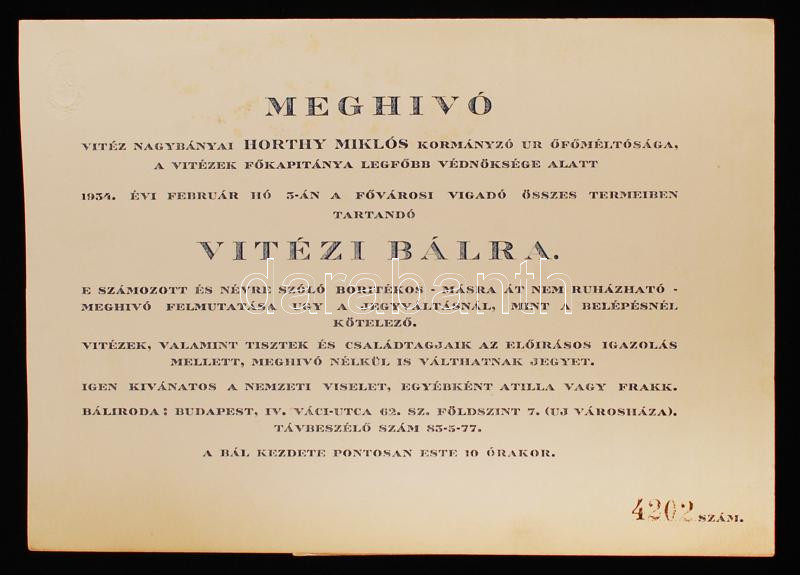 MEGHIVÓ
VITÉZ NAGYBÁNYAI HORTHY MIKLÓS KORMÁNYZÓ UR ŐFŐMÉLTÓSÁGA,
A VITÉZEK FŐKAPITÁNYA LEGFŐBB VÉDNÖKSÉGE ALATT
1934. ÉVI FEBRUÁR HÓ 3-ÁN A FŐVÁROSI VIGADÓ ÖSSZES TERMEIBEN
TARTANDÓ
VITÉZI BÁLRA.
E SZÁMOZOTT ÉS NÉVRE SZÓLÓ BORITÉKOS - MÁSRA ÁT NEM RUHÁZHATÓ -
MEGHIVÓ FELMUTATÁSA UGY A JEGYVÁLTÁSNÁL, MINT A BELÉPÉSNÉL
KÖTELEZŐ.
VITÉZEK, VALAMINT TISZTEK ÉS CSALÁDTAGJAIK AZ ELŐIRÁSOS IGAZOLÁS
MELLETT, MEGHIVÓ NÉLKÜL IS VÁLTHATNAK JEGYET.
IGEN KIVÁNATOS A NEMZETI VISELET, EGYÉBKÉNT ATILLA VAGY FRAKK.
BÁLIRODA: BUDAPEST, IV. VÁCI-UTCA 62. SZ. FÖLDSZINT 7. (UJ VÁROSHÁZA).
TÁVBESZÉLŐ SZÁM 83-5-77.
A BÁL KEZDETE PONTOSAN ESTE 10 ÓRAKOR.
4202 SZÁM.
darabanth